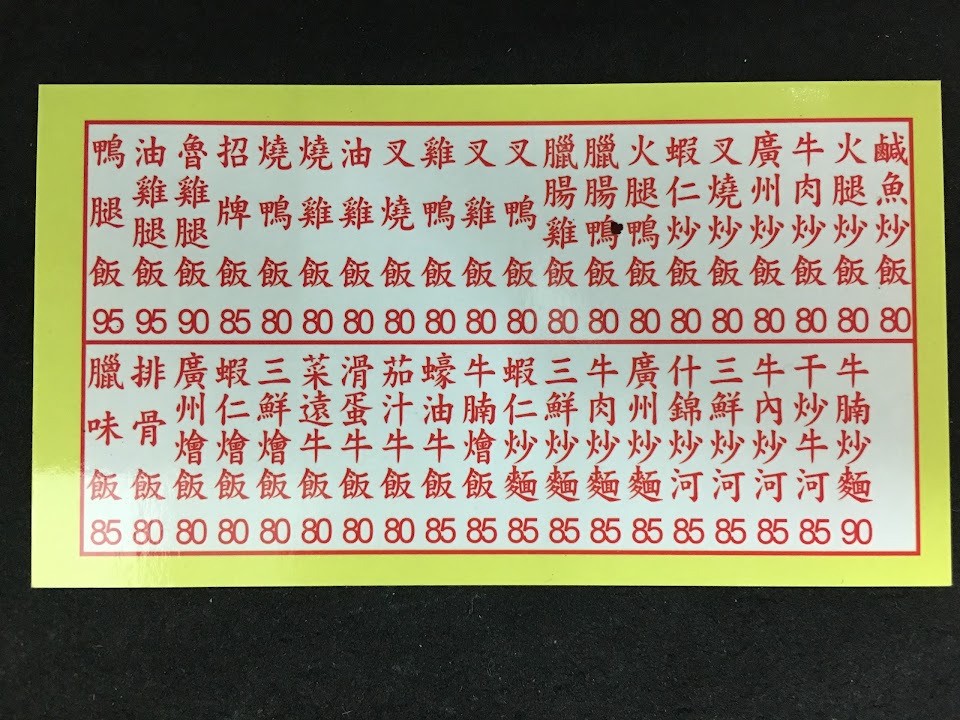 鴨腿飯 95
油雞腿飯 95
魯雞腿飯 90
招牌飯 85
燒鴨飯 80
燒雞飯 80
油雞飯 80
叉燒飯 80
雞鴨飯 80
叉雞飯 80
叉鴨飯 80
臘腸雞飯 80
臘腸鴨飯 80
火腿鴨飯 80
蝦仁炒飯 80
叉燒炒飯 80
廣州炒飯 80
牛肉炒飯 80
火腿炒飯 80
鹹魚炒飯 80
臘味飯 85
排骨飯 80
廣州燴飯 80
蝦仁燴飯 80
三鮮燴飯 80
菜遠牛飯 80
滑蛋牛飯 80
茄汁牛飯 80
蠔油牛飯 85
牛腩燴飯 85
蝦仁炒麵 85
三鮮炒麵 85
牛肉炒麵 85
廣州炒麵 85
什錦炒河 85
三鮮炒河 85
牛內炒河 85
干炒牛河 85
牛腩炒麵 90